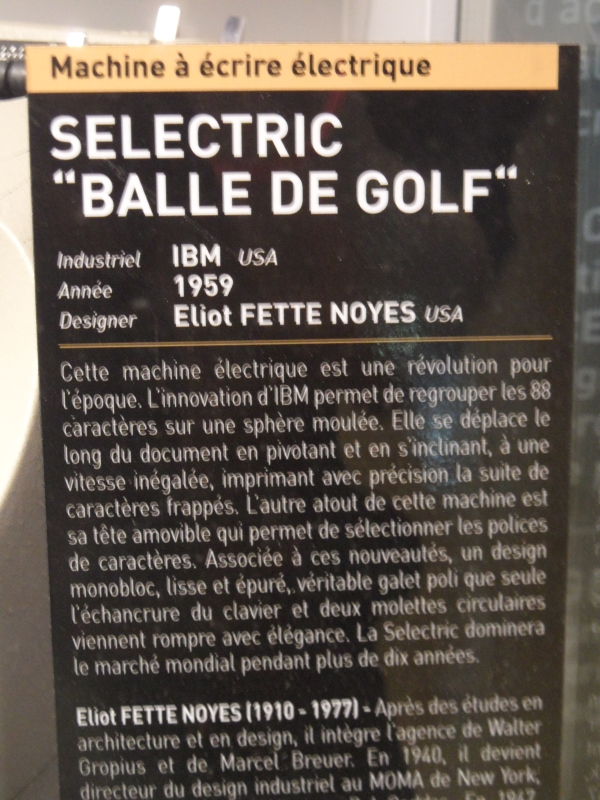 Machine à écrire électrique
SELECTRIC
“BALLE DE GOLF“
Industriel IBM USA
Année 1959
Designer Eliot FETTE NOYES USA
Cette machine électrique est une révolution pour
l'époque. L'innovation d'IBM permet de regrouper les 88
caractères sur une sphère moulée. Elle se déplace le
long du document en pivotant et en s'inclinant, à une
vitesse inégalée, imprimant avec précision la suite de
caractères frappés. L'autre atout de cette machine est
sa tête amovible qui permet de sélectionner les polices
de caractères. Associée à ces nouveautés, un design
monobloc, lisse et épuré, véritable galet poli que seule
l'échancrure du clavier et deux molettes circulaires
viennent rompre avec élégance. La Selectric dominera
le marché mondial pendant plus de dix années.
Eliot FETTE NOYES (1910 - 1977) - Après des études en
architecture et en design, il intègre l'agence de Walter
Gropius et de Marcel Breuer. En 1940, il devient
directeur du design industriel au MOMA de New York,